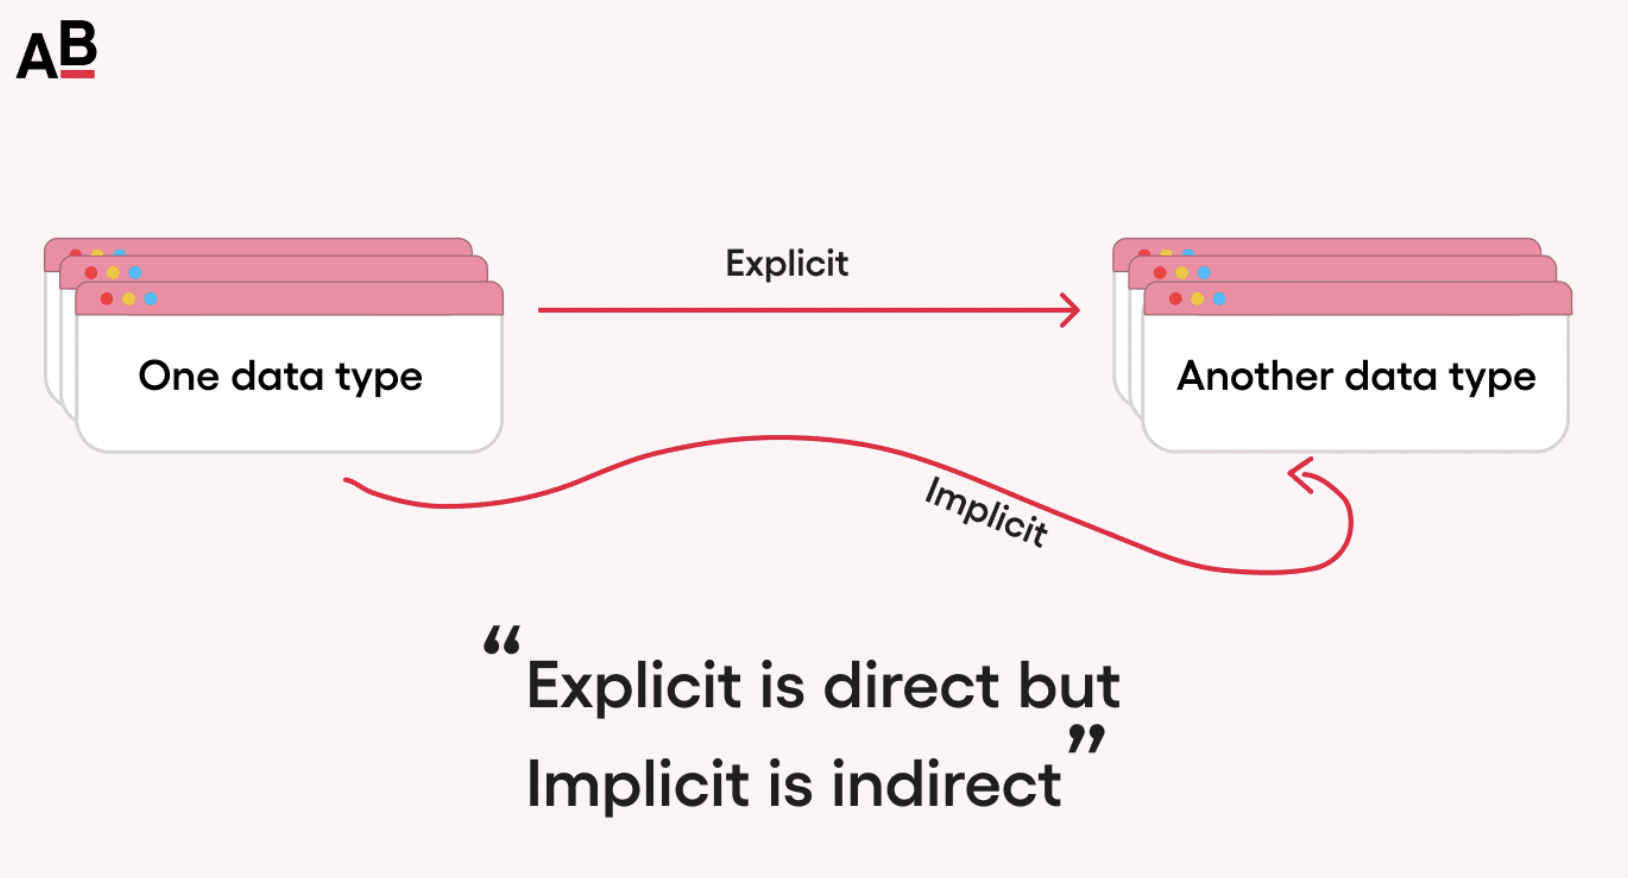 AB
Explicit
One data type
Another data type
Implicit
“Explicit is direct but
Implicit is indirect”